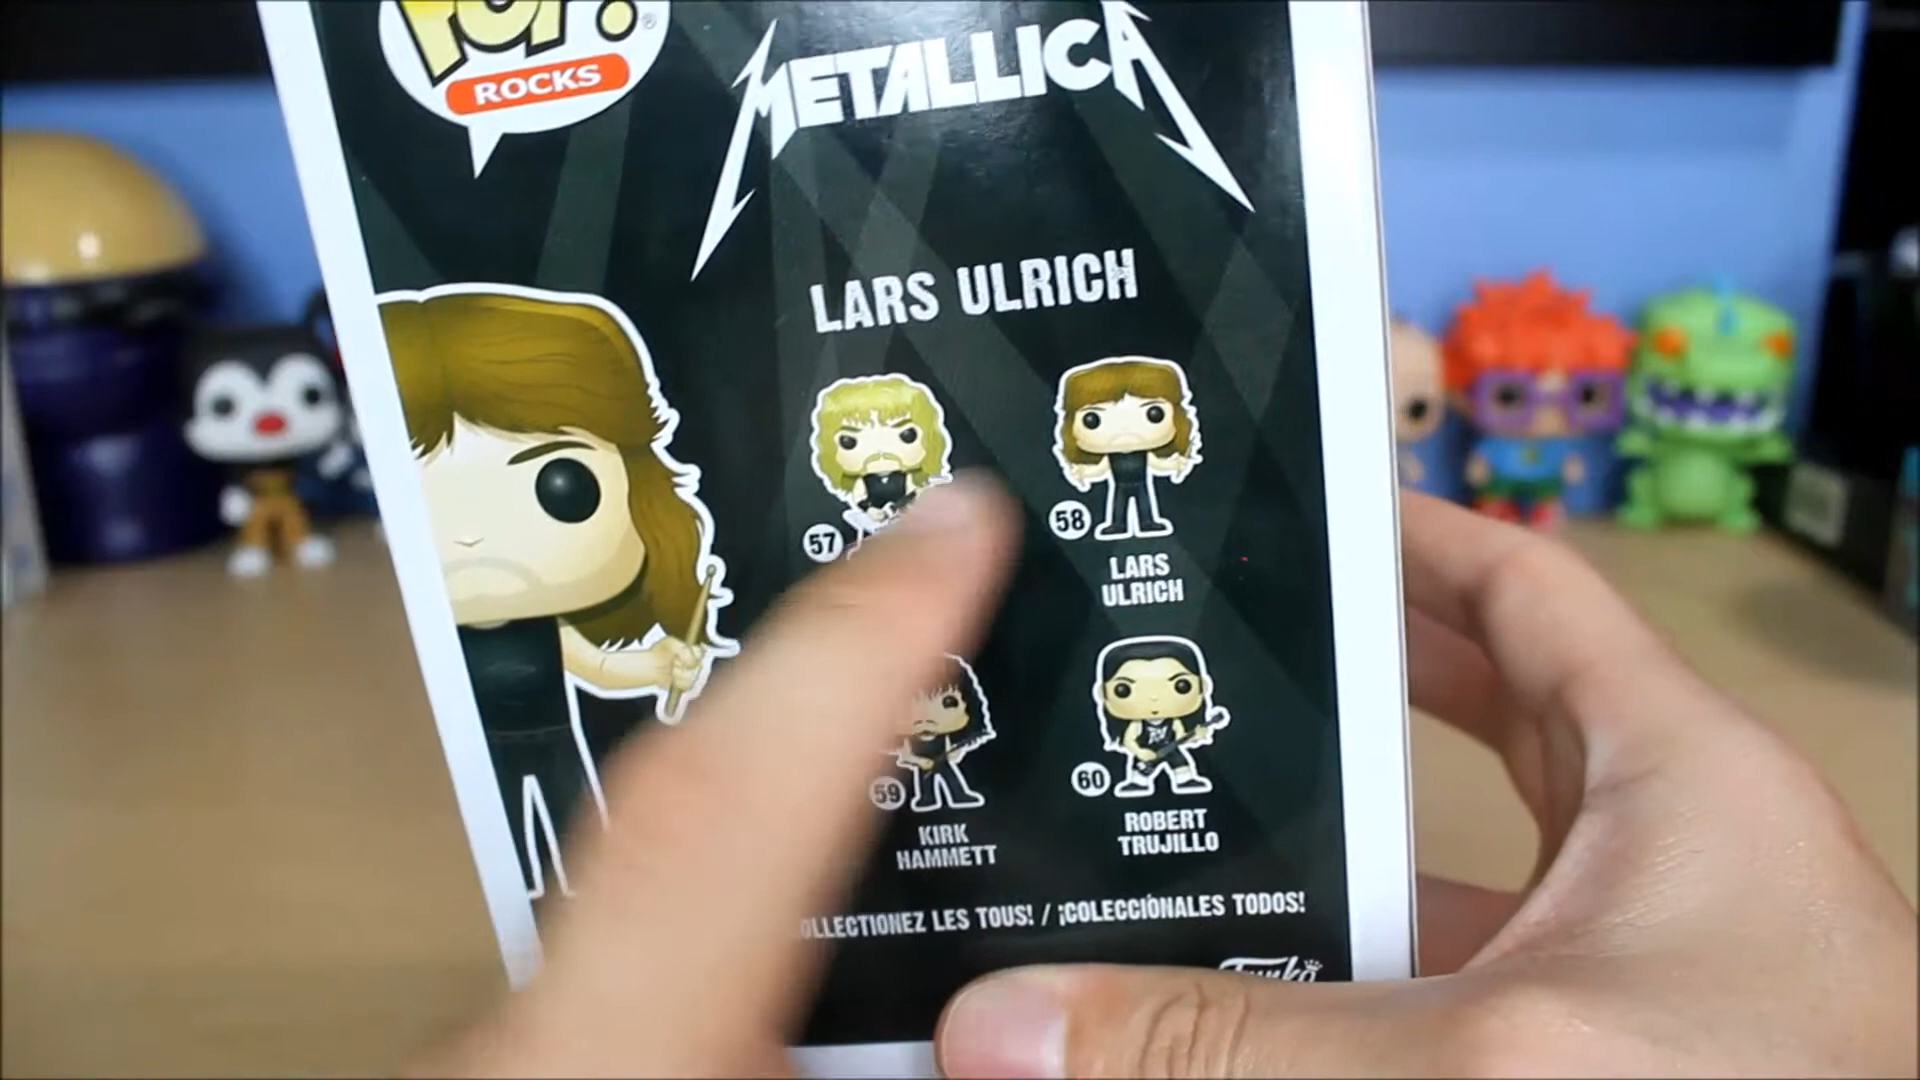 POP!
ROCKS
METALLICA
LARS ULRICH
57
58
LARS
ULRICH
59
KIRK
HAMMETT
60
ROBERT
TRUJILLO
OLLECTIONEZ LES TOUS! / ¡COLECCIÓNALES TODOS!
Funko